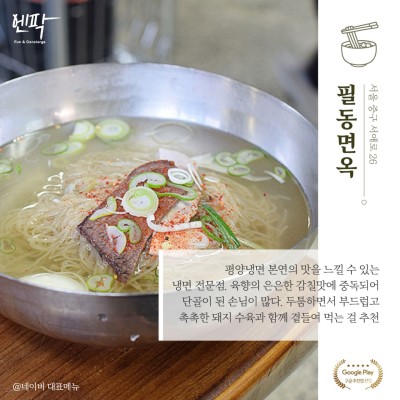 엔팍
Fun & Concierge
필동면옥
서울 중구 서애로 26
평양냉면 본연의 맛을 느낄 수 있는
냉면 전문점. 육향의 은은한 감칠맛에 중독되어
단골이 된 손님이 많다. 두툼하면서 부드럽고
촉촉한 돼지 수육과 함께 곁들여 먹는 걸 추천
@네이버 대표메뉴
Google Play